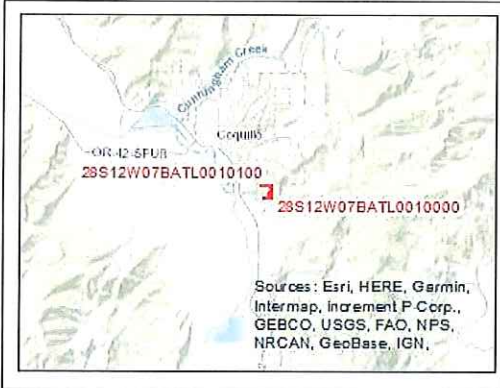 Cunningham Creek
Coquille
OR-42-SPUR
28S12W07BATL0010100
28S12W07BATL0010000
Sources: Esri, HERE, Garmin,
Intermap, increment P Corp.,
GEBCO, USGS, FAO, NPS,
NRCAN, GeoBase, IGN,